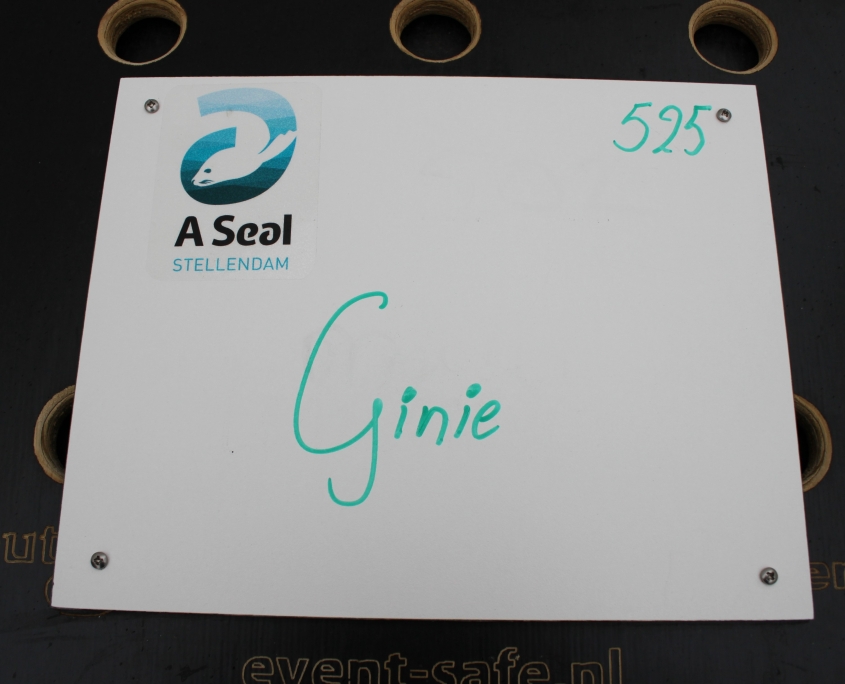 525
A Seal
STELLENDAM
Ginie
event-safe.nl